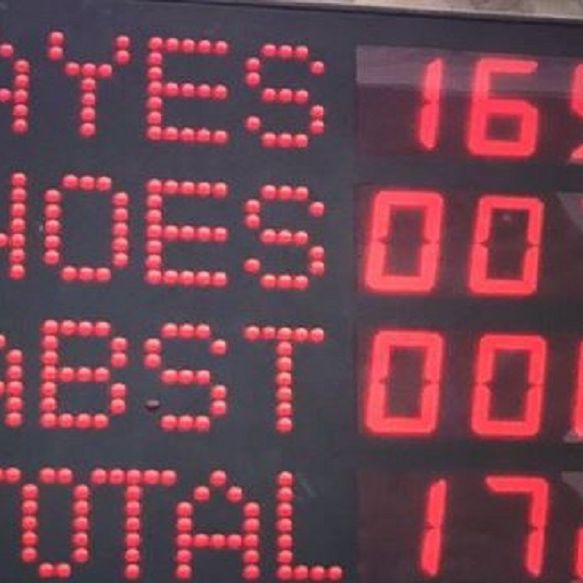 AYES 16
NOES 00
ABST 00
TOTAL 17